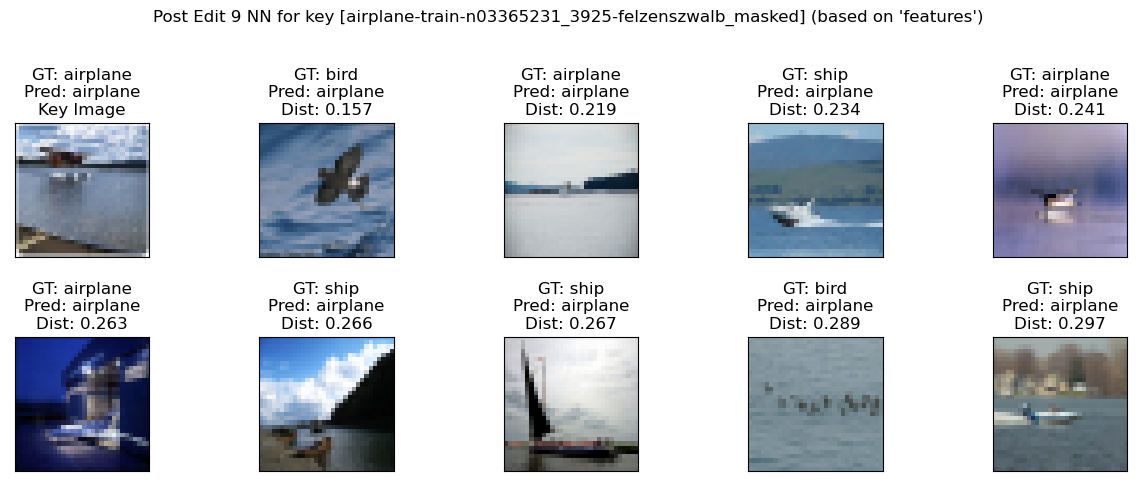 Post Edit 9 NN for key [airplane-train-n03365231_3925-felzenszwalb_masked] (based on 'features')
GT: airplane
Pred: airplane
Key Image
GT: bird
Pred: airplane
Dist: 0.157
GT: airplane
Pred: airplane
Dist: 0.219
GT: ship
Pred: airplane
Dist: 0.234
GT: airplane
Pred: airplane
Dist: 0.241
GT: airplane
Pred: airplane
Dist: 0.263
GT: ship
Pred: airplane
Dist: 0.266
GT: ship
Pred: airplane
Dist: 0.267
GT: bird
Pred: airplane
Dist: 0.289
GT: ship
Pred: airplane
Dist: 0.297